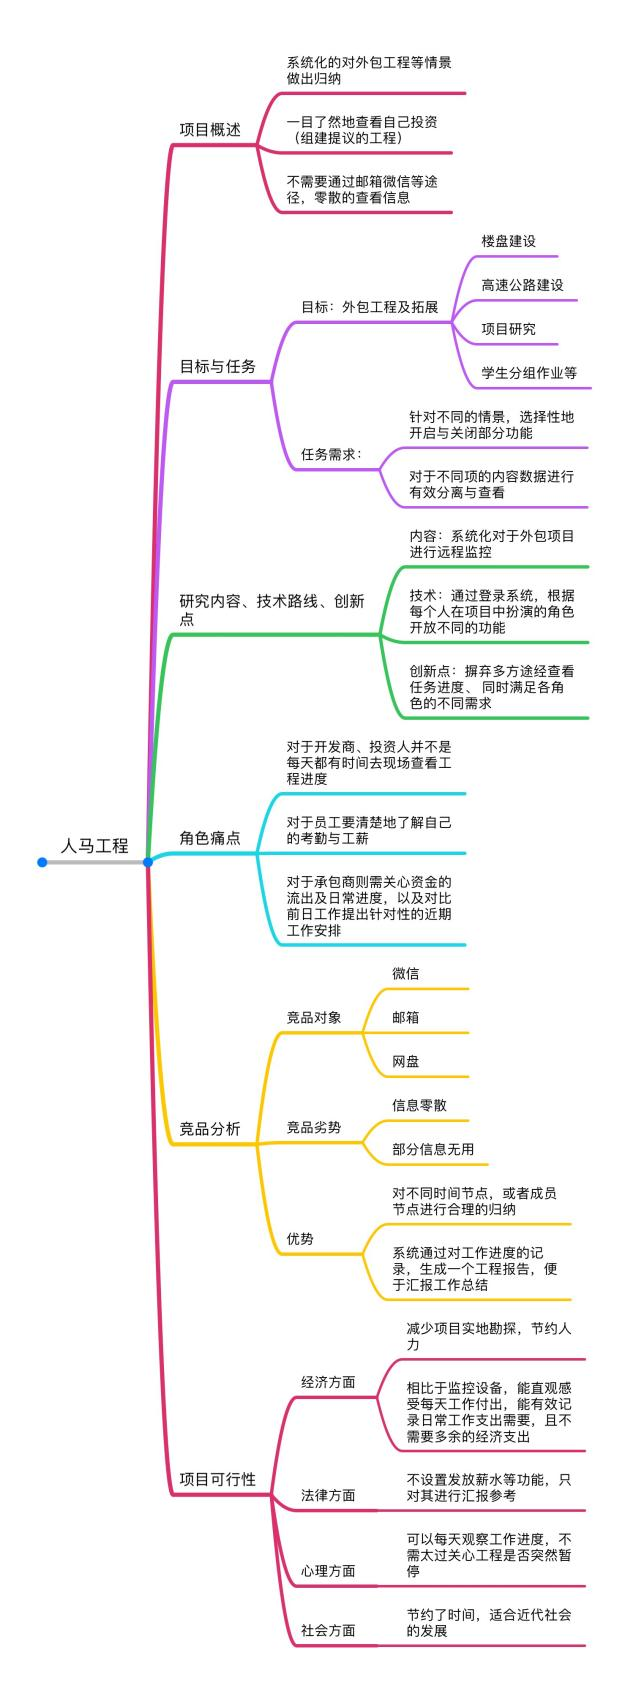 系统化的对外包工程等情景
做出归纳
项目概述
一目了然地查看自己投资
（组建提议的工程）
不需要通过邮箱微信等途
径，零散的查看信息
楼盘建设
高速公路建设
目标：外包工程及拓展
项目研究
目标与任务
学生分组作业等
针对不同的情景，选择性地
开启与关闭部分功能
任务需求：
对于不同项的内容数据进行
有效分离与查看
内容：系统化对于外包项目
进行远程监控
研究内容、技术路线、创新
点
技术：通过登录系统，根据
每个人在项目中扮演的角色
开放不同的功能
创新点：摒弃多方途经查看
任务进度、同时满足各角
色的不同需求
对于开发商、投资人并不是
每天都有时间去现场查看工
程进度
人马工程
角色痛点
对于员工要清楚地了解自己
的考勤与工薪
对于承包商则需关心资金的
流出及日常进度，以及对比
前日工作提出针对性的近期
工作安排
微信
竞品对象
邮箱
网盘
竞品分析
竞品劣势
信息零散
部分信息无用
优势
对不同时间节点，或者成员
节点进行合理的归纳
系统通过对工作进度的记
录，生成一个工程报告，便
于汇报工作总结
减少项目实地勘探，节约人
力
经济方面
相比于监控设备，能直观感
受每天工作付出，能有效记
录日常工作支出需要，且不
需要多余的经济支出
项目可行性
法律方面
不设置发放薪水等功能，只
对其进行汇报参考
心理方面
可以每天观察工作进度，不
需太过关心工程是否突然暂
停
社会方面
节约了时间，适合近代社会
的发展